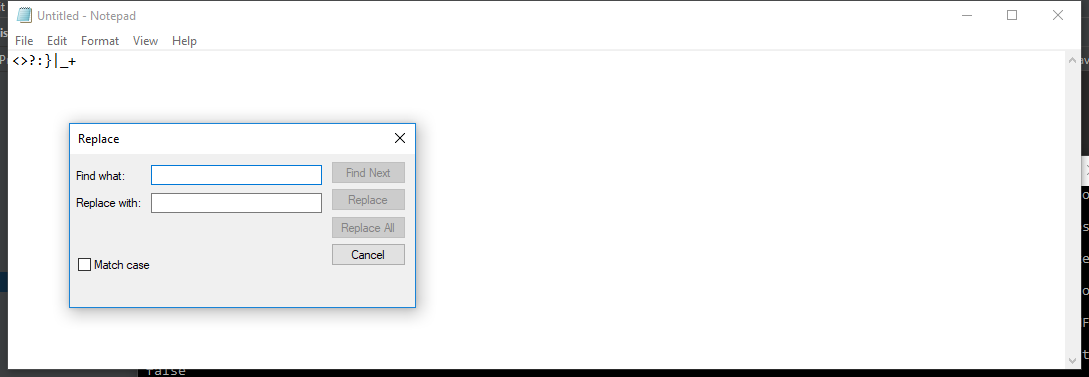 Untitled - Notepad
File Edit Format View Help
<>?:}|_+
Replace
Find what:
Find Next
Replace with:
Replace
Replace All
Cancel
Match case
false